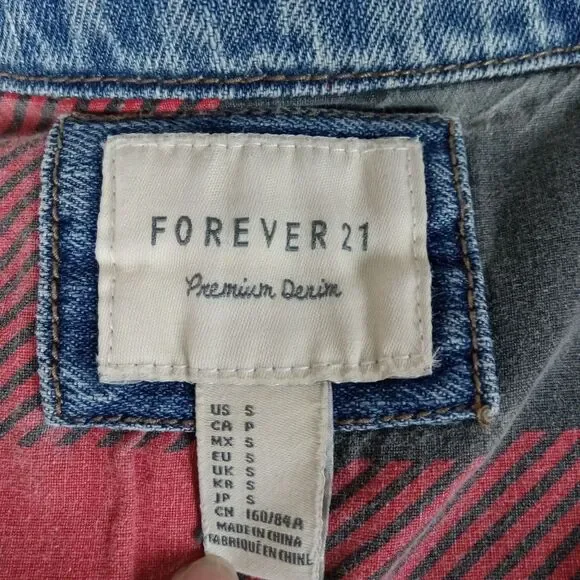 FOREVER 21
Premium Denim
US S
CA P
MX S
EU S
UK S
KR S
JP S
CN 160/84A
MADE IN CHINA
FABRIQUÉ EN CHINE